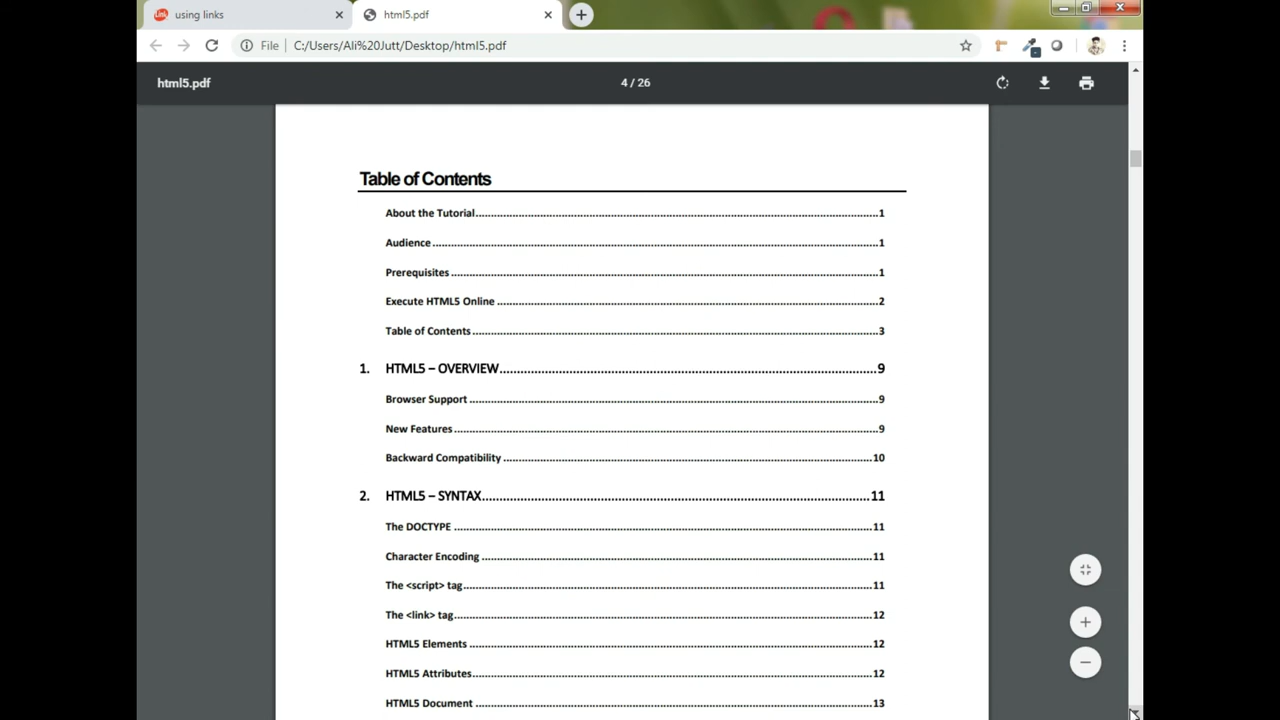 Link using links
html5.pdf
File C:/Users/Ali%20Jutt/Desktop/html5.pdf
html5.pdf 4 / 26
Table of Contents
About the Tutorial 1
Audience 1
Prerequisites 1
Execute HTML5 Online 2
Table of Contents 3
1. HTML5 – OVERVIEW 9
Browser Support 9
New Features 9
Backward Compatibility 10
2. HTML5 – SYNTAX 11
The DOCTYPE 11
Character Encoding 11
The <script> tag 11
The <link> tag 12
HTML5 Elements 12
HTML5 Attributes 12
HTML5 Document 13